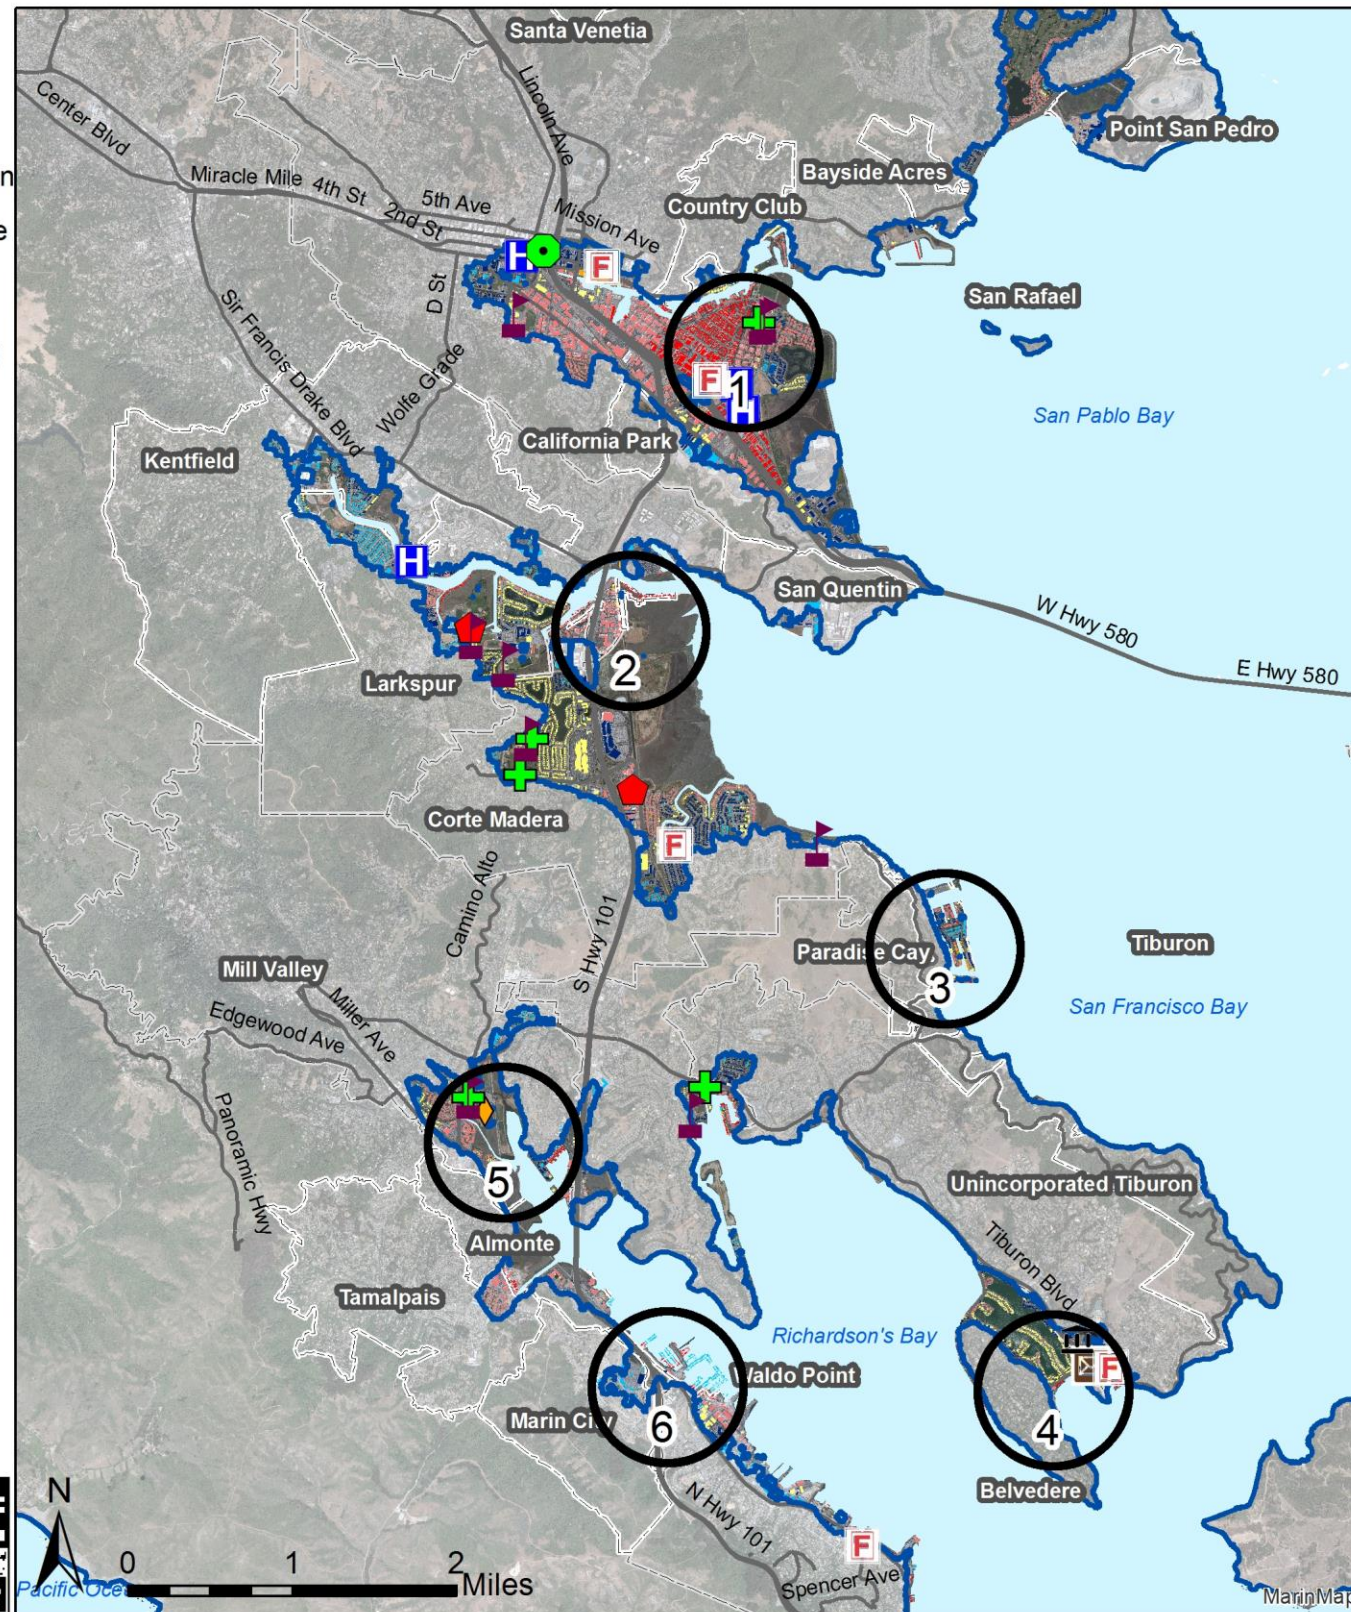 Santa Venetia
Lincoln Ave
Center Blvd
Point San Pedro
n
Miracle Mile
4th St
5th Ave
2nd St
Mission Ave
Bayside Acres
Country Club
e
H
F
D St
San Rafael
Sir Francis Drake Blvd
Wolfe Grade
F
1
H
San Pablo Bay
California Park
Kentfield
H
San Quentin
W Hwy 580
E Hwy 580
2
Larkspur
Corte Madera
F
Camino Alto
S Hwy 101
Paradise Cay
Tiburon
3
San Francisco Bay
Mill Valley
Miller Ave
Edgewood Ave
Panoramic Hwy
5
Unincorporated Tiburon
Tiburon Blvd
Almonte
Tamalpais
Richardson's Bay
F
Waldo Point
Marin City
6
4
Belvedere
N Hwy 101
N
F
0 1 2
Miles
Spencer Ave
Pacific Oce
MarinMap